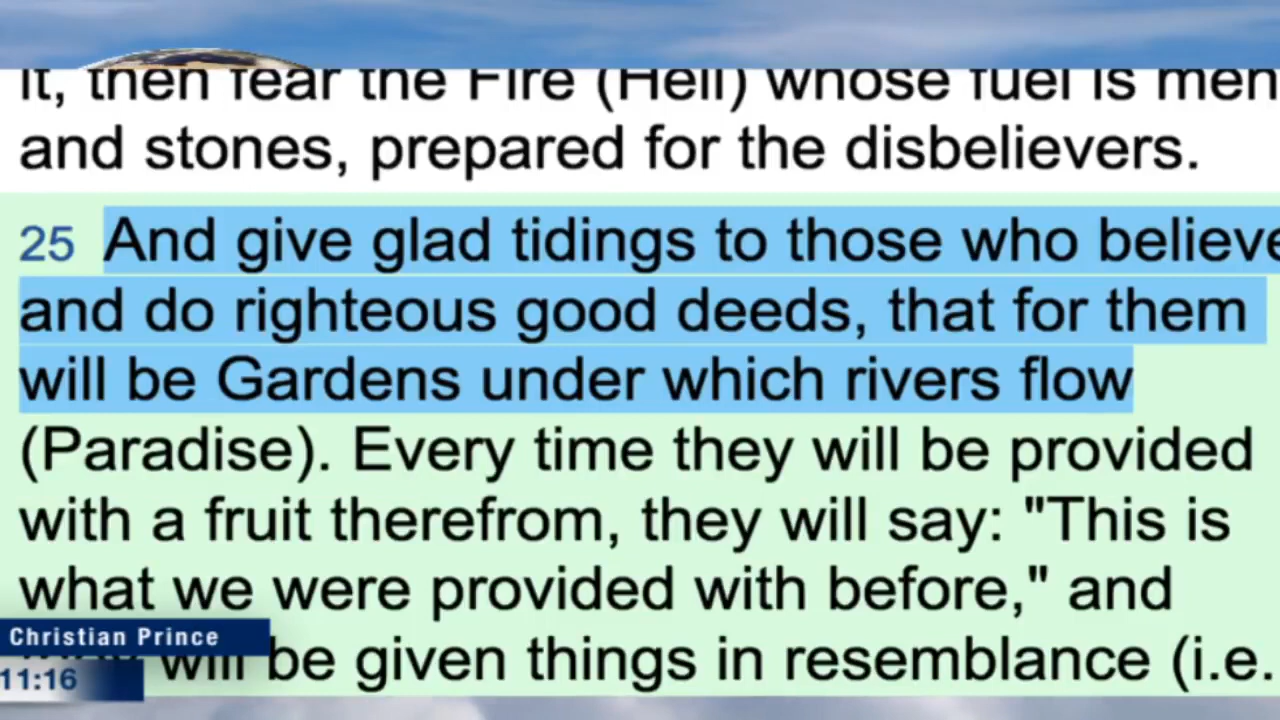 it, then fear the Fire (Hell) whose fuel is men
and stones, prepared for the disbelievers.
25 And give glad tidings to those who believe
and do righteous good deeds, that for them
will be Gardens under which rivers flow
(Paradise). Every time they will be provided
with a fruit therefrom, they will say: "This is
what we were provided with before," and
will be given things in resemblance (i.e.
Christian Prince
11:16